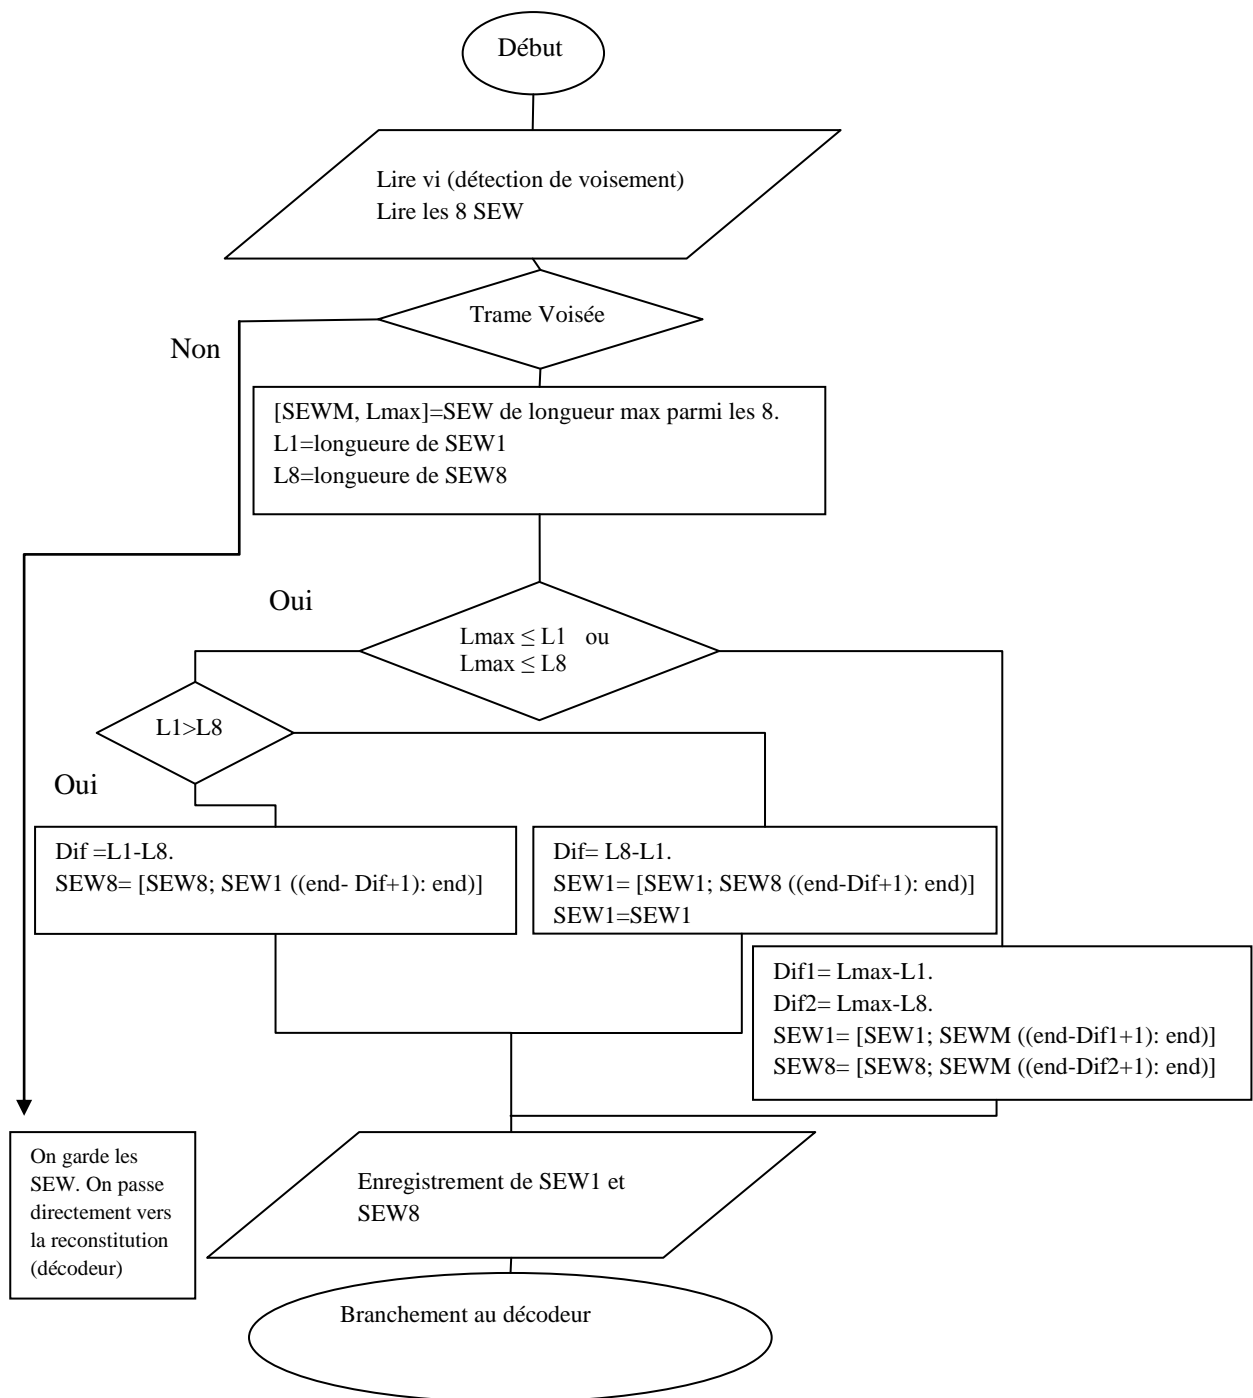 Début
Lire vi (détection de voisement)
Lire les 8 SEW
Trame Voisée
Non
[SEWM, Lmax]=SEW de longueur max parmi les 8.
L1=longueure de SEW1
L8=longueure de SEW8
Oui
Lmax ≤ L1 ou
Lmax ≤ L8
L1>L8
Oui
Dif =L1-L8.
SEW8= [SEW8; SEW1 ((end- Dif+1): end)]
Dif= L8-L1.
SEW1= [SEW1; SEW8 ((end-Dif+1): end)]
SEW1=SEW1
Dif1= Lmax-L1.
Dif2= Lmax-L8.
SEW1= [SEW1; SEWM ((end-Dif1+1): end)]
SEW8= [SEW8; SEWM ((end-Dif2+1): end)]
On garde les
SEW. On passe
directement vers
la reconstitution
(décodeur)
Enregistrement de SEW1 et
SEW8
Branchement au décodeur